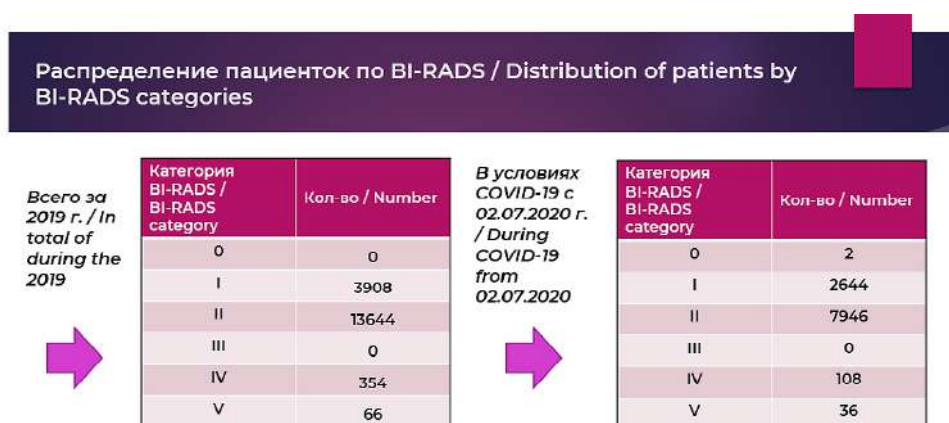 Распределение пациенток по BI-RADS / Distribution of patients by
BI-RADS categories
Всего за
2019 г. / In
total of
during the
2019
Категория
BI-RADS /
BI-RADS
category
Кол-во / Number
0 0
I 3908
II 13644
III 0
IV 354
V 66
В условиях
COVID-19 с
02.07.2020 г.
/ During
COVID-19
from
02.07.2020
Категория
BI-RADS /
BI-RADS
category
Кол-во / Number
0 2
I 2644
II 7946
III 0
IV 108
V 36